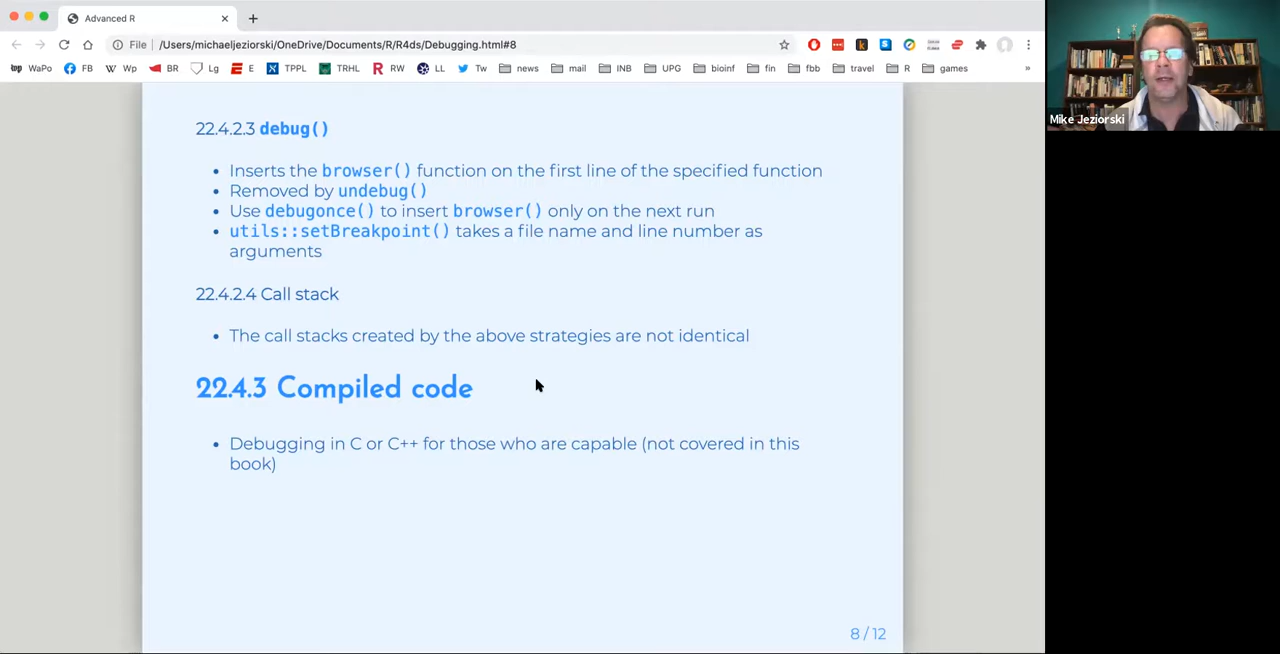 Advanced R
File /Users/michaeljeziorski/OneDrive/Documents/R/R4ds/Debugging.html#8
WaPo FB Wp BR Lg E TPPL TRHL RW LL Tw news mail INB UPG bioinf fin fbb travel R games »
Mike Jeziorski
22.4.2.3 debug()
• Inserts the browser() function on the first line of the specified function
• Removed by undebug()
• Use debugonce() to insert browser() only on the next run
• utils::setBreakpoint() takes a file name and line number as
arguments
22.4.2.4 Call stack
• The call stacks created by the above strategies are not identical
22.4.3 Compiled code
• Debugging in C or C++ for those who are capable (not covered in this
book)
8 / 12